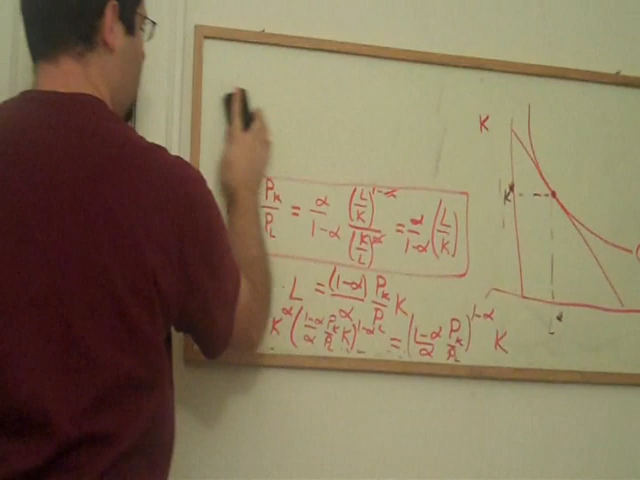 P_K/P_L = α/(1-α) (L/K)^(1-α)/(K/L)^α = α/(1-α) (L/K)
L = (1-α)/α P_K/P_L K
K^α ((1-α)/α P_K/P_L K)^(1-α) = ((1-α)/α P_K/P_L)^(1-α) K
K
K
L*